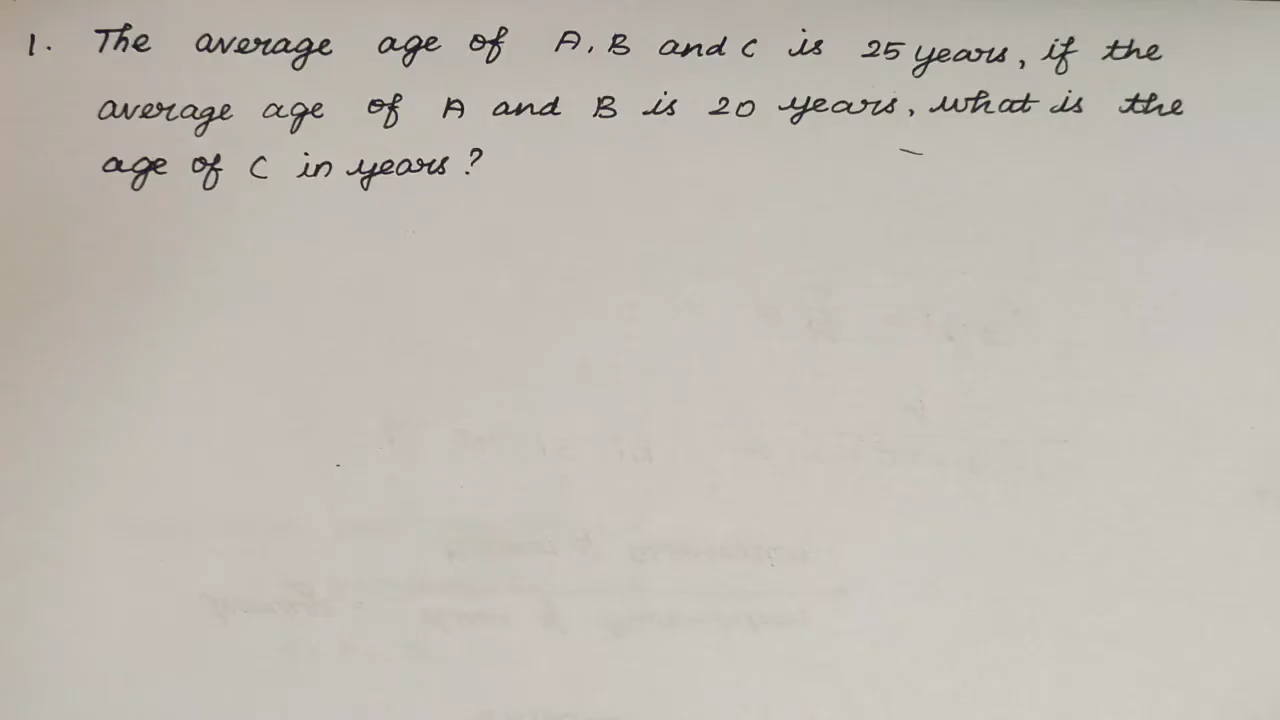 1. The average age of A, B and C is 25 years, if the
average age of A and B is 20 years, what is the
age of C in years?